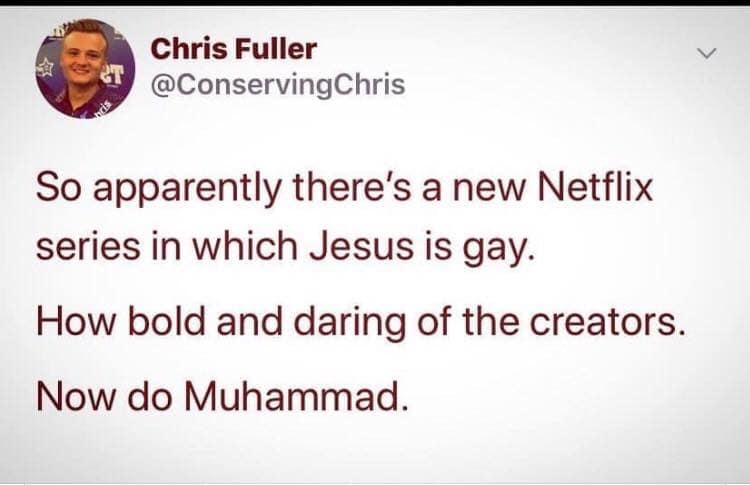 Chris Fuller
@ConservingChris
So apparently there's a new Netflix
series in which Jesus is gay.
How bold and daring of the creators.
Now do Muhammad.